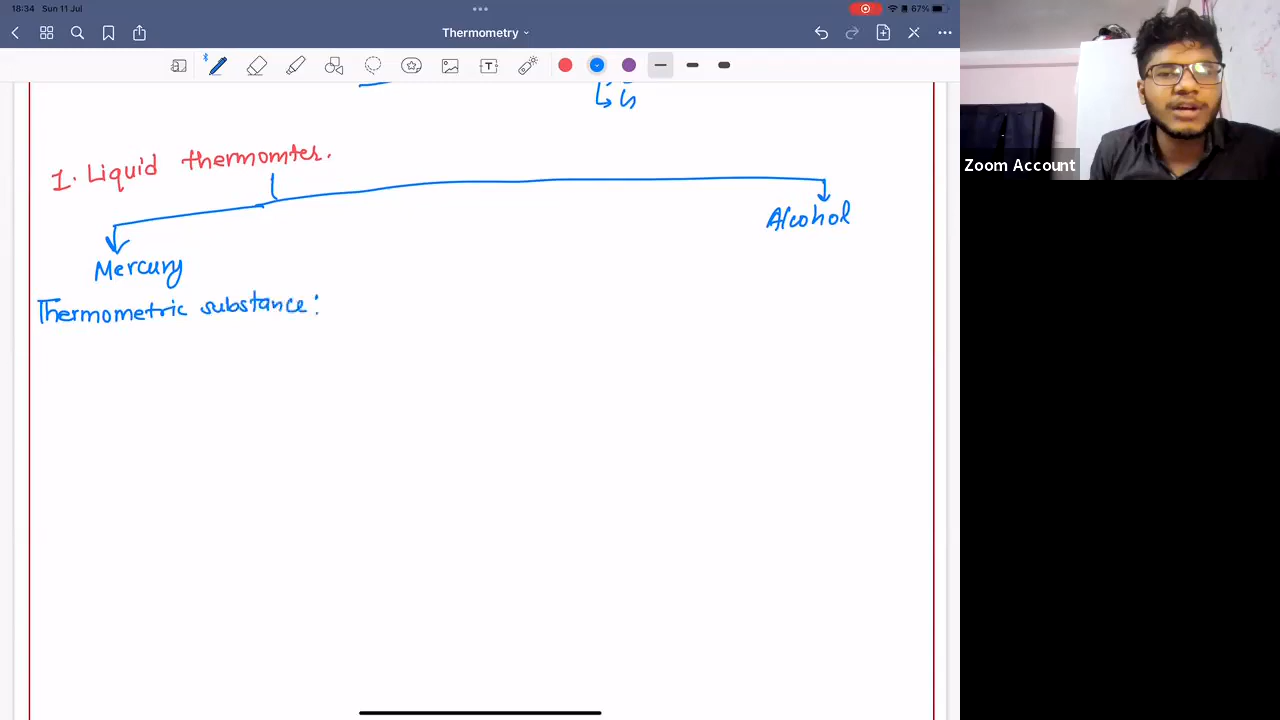 18:34 Sun 11 Jul
67%
Thermometry
1. Liquid thermomter.
Alcohol
Mercury
Thermometric substance:
Zoom Account